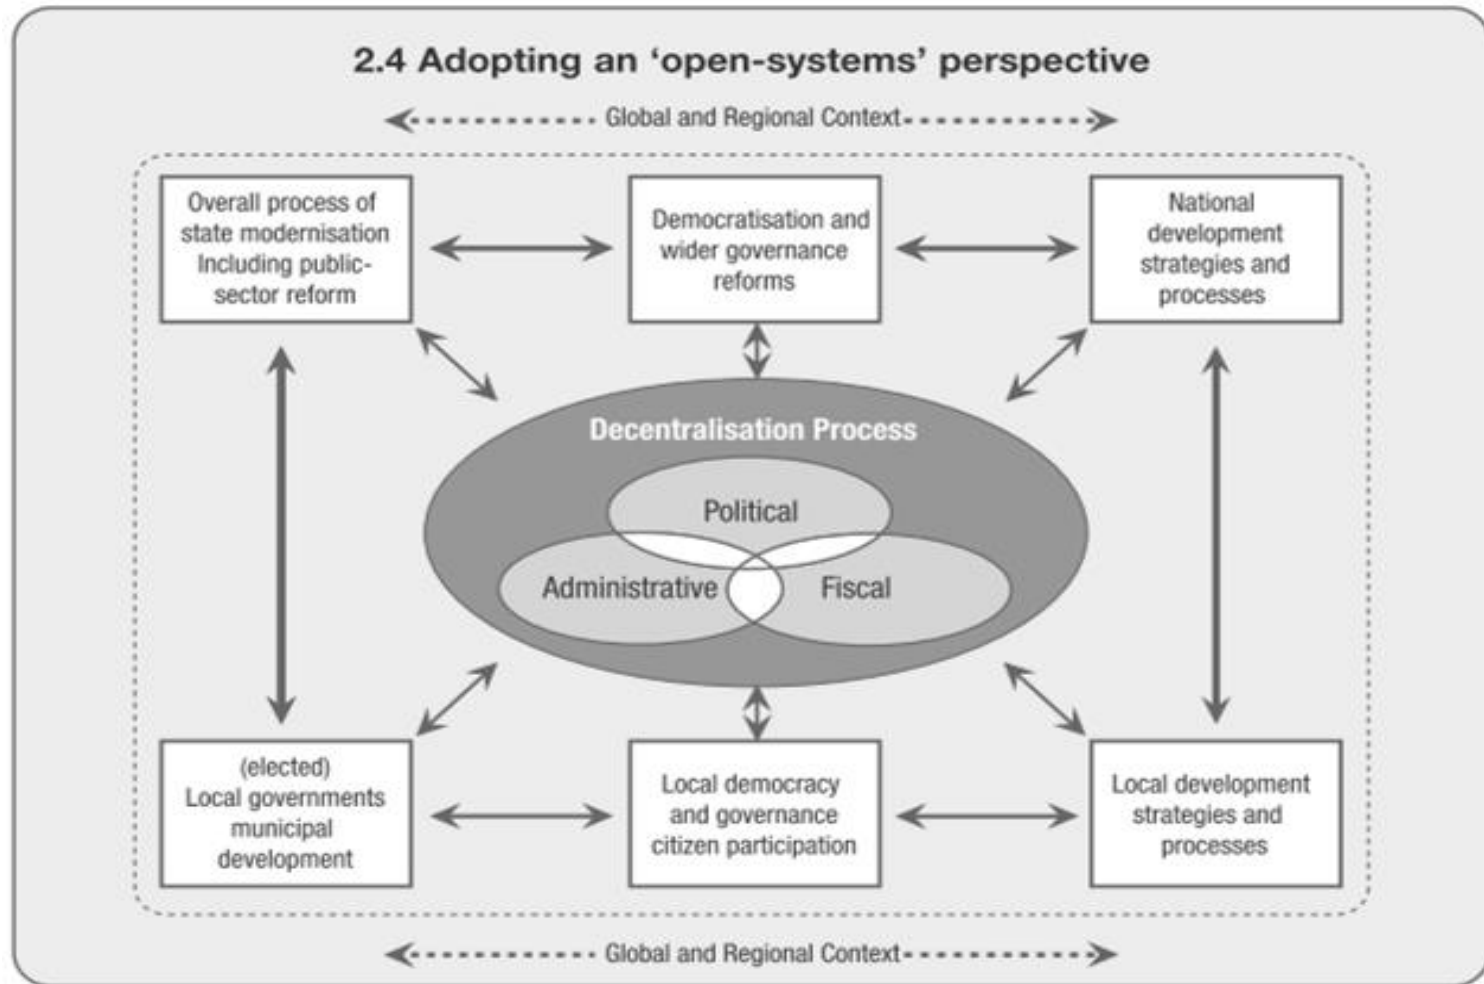 2.4 Adopting an ‘open-systems’ perspective
Global and Regional Context
Overall process of
state modernisation
Including public-
sector reform
Democratisation and
wider governance
reforms
National
development
strategies and
processes
Decentralisation Process
Political
Administrative
Fiscal
(elected)
Local governments
municipal
development
Local democracy
and governance
citizen participation
Local development
strategies and
processes
Global and Regional Context